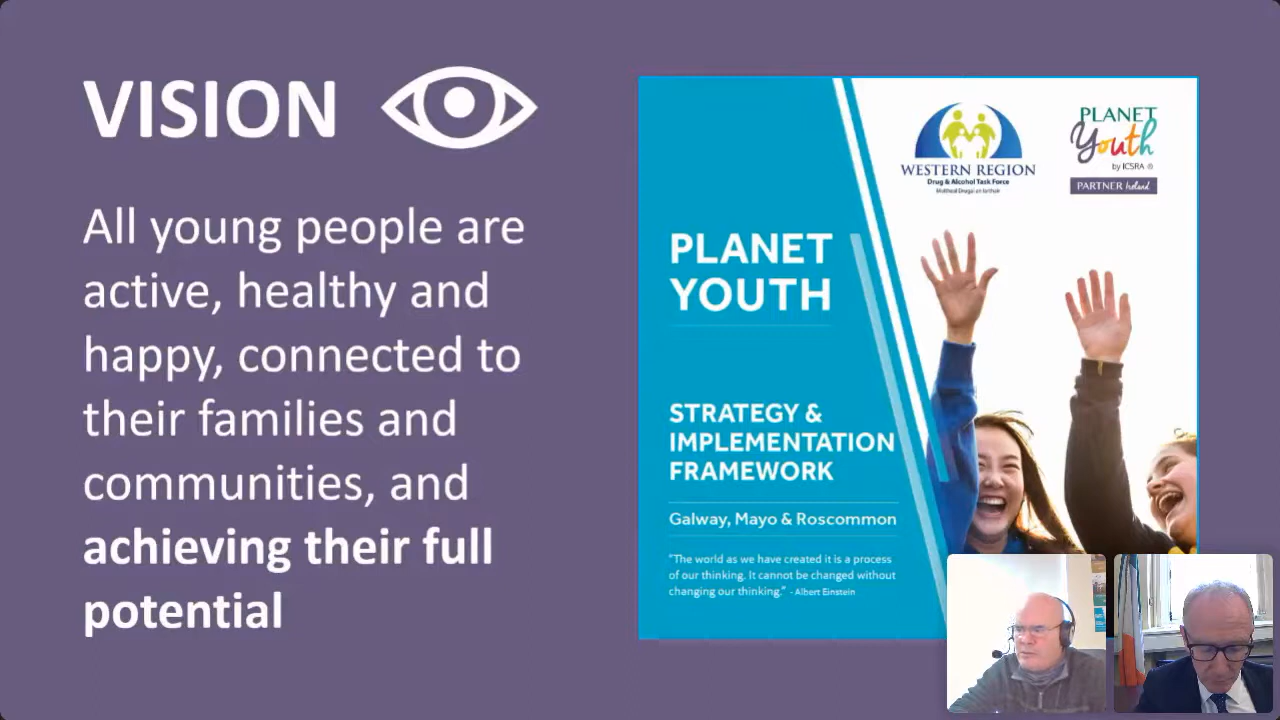 VISION
All young people are
active, healthy and
happy, connected to
their families and
communities, and
achieving their full
potential
WESTERN REGION
Drug & Alcohol Task Force
PLANET
Youth
by ICSRA ®
PARTNER Ireland
PLANET
YOUTH
STRATEGY &
IMPLEMENTATION
FRAMEWORK
Galway, Mayo & Roscommon
"The world as we have created it is a process
of our thinking. It cannot be changed without
changing our thinking." - Albert Einstein